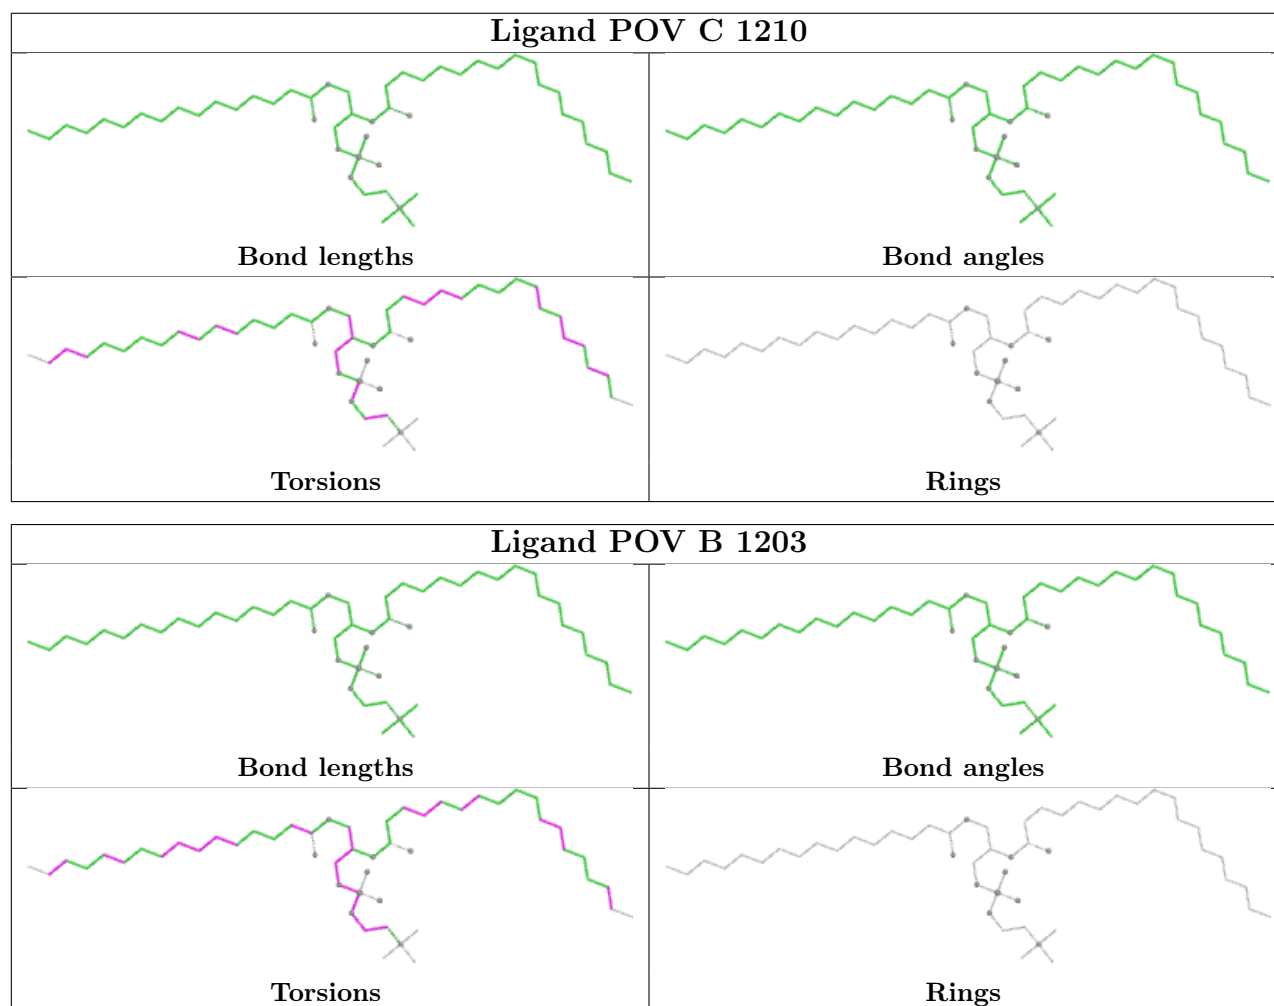 Ligand POV C 1210
Bond lengths
Bond angles
Torsions
Rings
Ligand POV B 1203
Bond lengths
Bond angles
Torsions
Rings